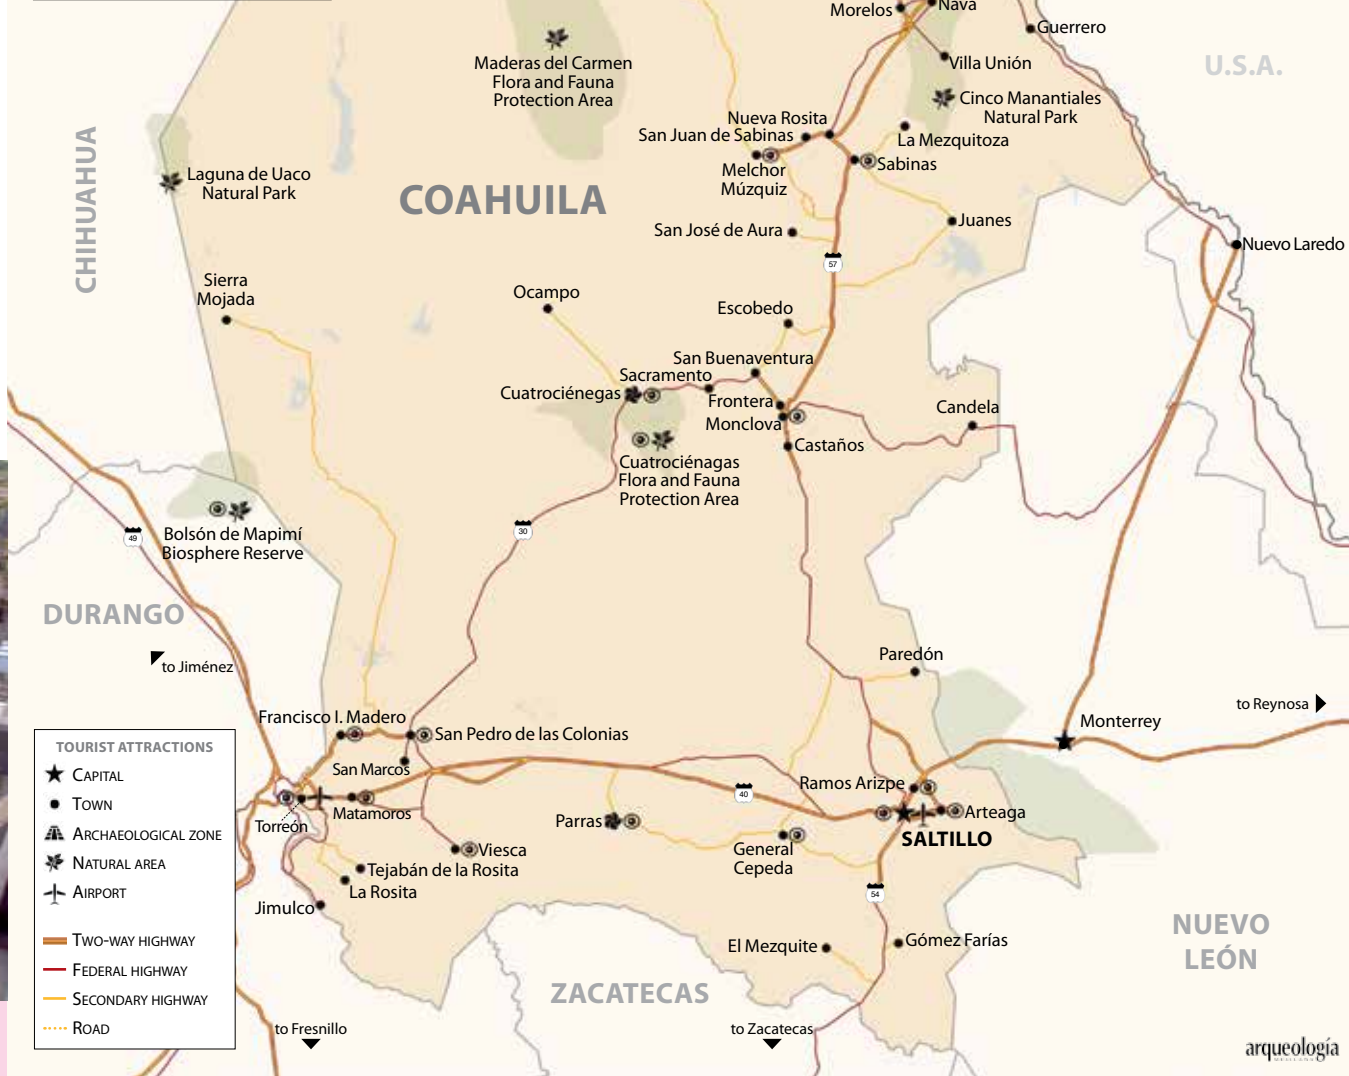 Morelos
Nava
Guerrero
Maderas del Carmen
Flora and Fauna
Protection Area
Villa Unión
U.S.A.
Cinco Manantiales
Natural Park
CHIHUAHUA
Nueva Rosita
San Juan de Sabinas
La Mezquitoza
Melchor
Múzquiz
Sabinas
Laguna de Uaco
Natural Park
COAHUILA
San José de Aura
Juanes
Nuevo Laredo
57
Sierra
Mojada
Ocampo
Escobedo
San Buenaventura
Sacramento
Cuatrociénegas
Frontera
Monclova
Candela
Castaños
Cuatrociénagas
Flora and Fauna
Protection Area
30
49
Bolsón de Mapimí
Biosphere Reserve
DURANGO
to Jiménez
Paredón
to Reynosa
Monterrey
Francisco I. Madero
San Pedro de las Colonias
San Marcos
Ramos Arizpe
40
Matamoros
Torreón
Parras
Arteaga
SALTILLO
General
Cepeda
Viesca
Tejabán de la Rosita
La Rosita
Jimulco
54
El Mezquite
Gómez Farías
NUEVO
LEÓN
ZACATECAS
to Fresnillo
to Zacatecas
TOURIST ATTRACTIONS
CAPITAL
TOWN
ARCHAEOLOGICAL ZONE
NATURAL AREA
AIRPORT
TWO-WAY HIGHWAY
FEDERAL HIGHWAY
SECONDARY HIGHWAY
ROAD
arqueología